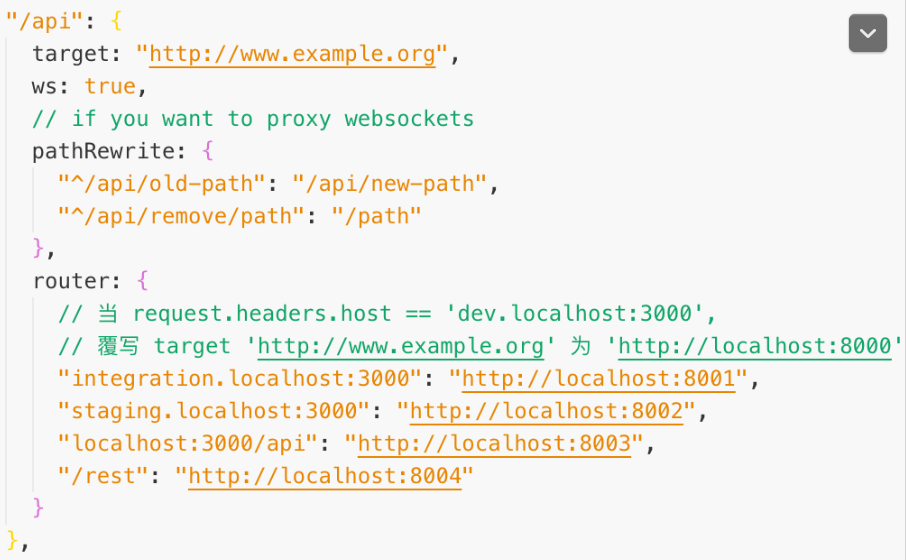 "/api": {
target: "http://www.example.org",
ws: true,
// if you want to proxy websockets
pathRewrite: {
"^/api/old-path": "/api/new-path",
"^/api/remove/path": "/path"
},
router: {
// 当 request.headers.host == 'dev.localhost:3000',
// 覆写 target 'http://www.example.org' 为 'http://localhost:8000'
"integration.localhost:3000": "http://localhost:8001",
"staging.localhost:3000": "http://localhost:8002",
"localhost:3000/api": "http://localhost:8003",
"/rest": "http://localhost:8004"
}
},